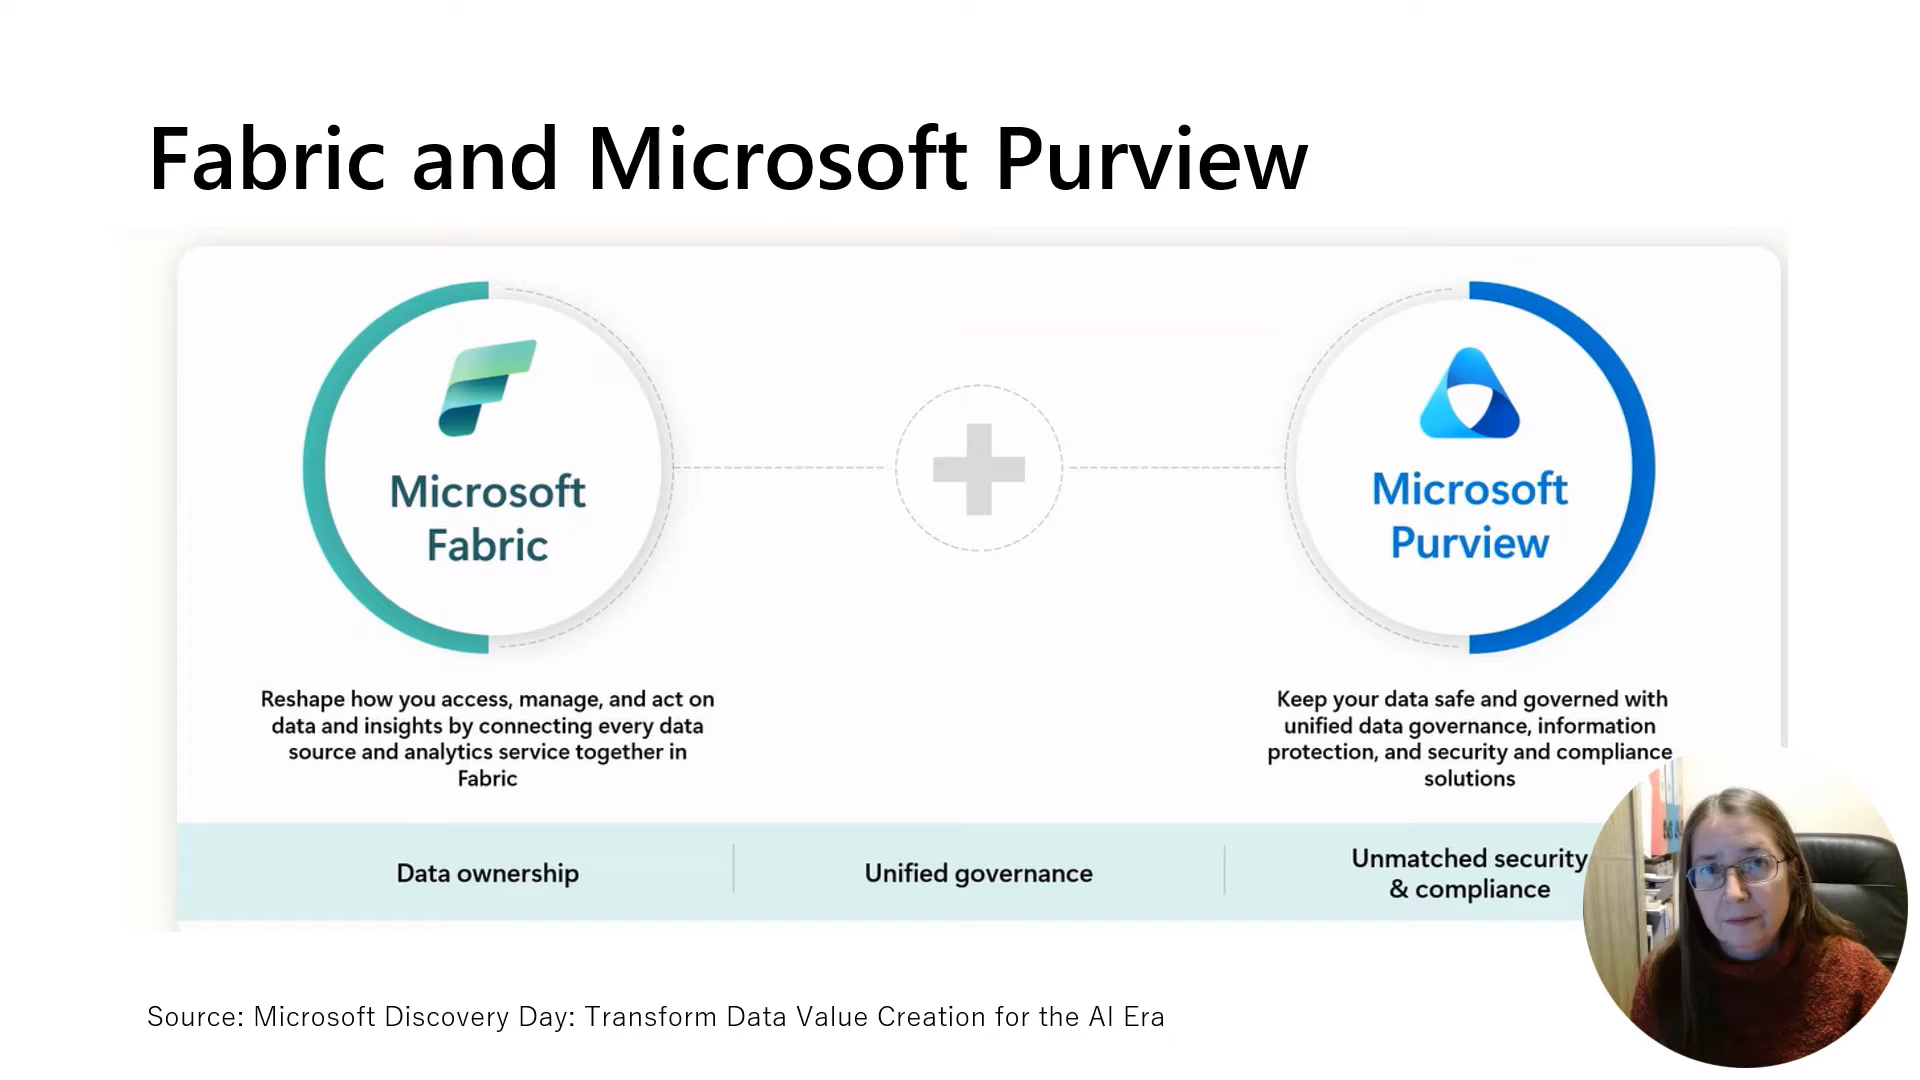 Fabric and Microsoft Purview
Microsoft
Fabric
Microsoft
Purview
Reshape how you access, manage, and act on
data and insights by connecting every data
source and analytics service together in
Fabric
Keep your data safe and governed with
unified data governance, information
protection, and security and compliance
solutions
Data ownership
Unified governance
Unmatched security
& compliance
Source: Microsoft Discovery Day: Transform Data Value Creation for the AI Era